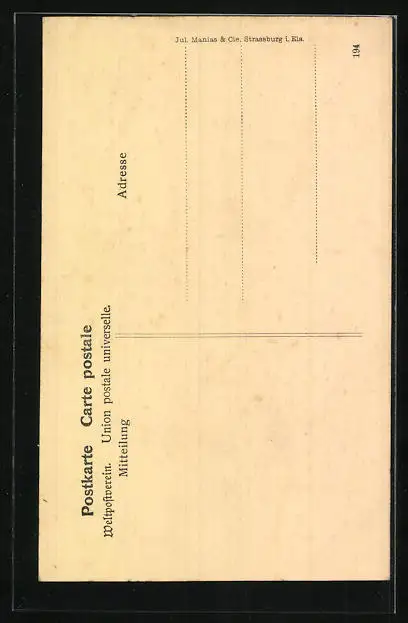 Postkarte Carte postale
Weltpostverein. Union postale universelle.
Mitteilung
Adresse
Jul. Manias & Cie. Strassburg i. Els.
194